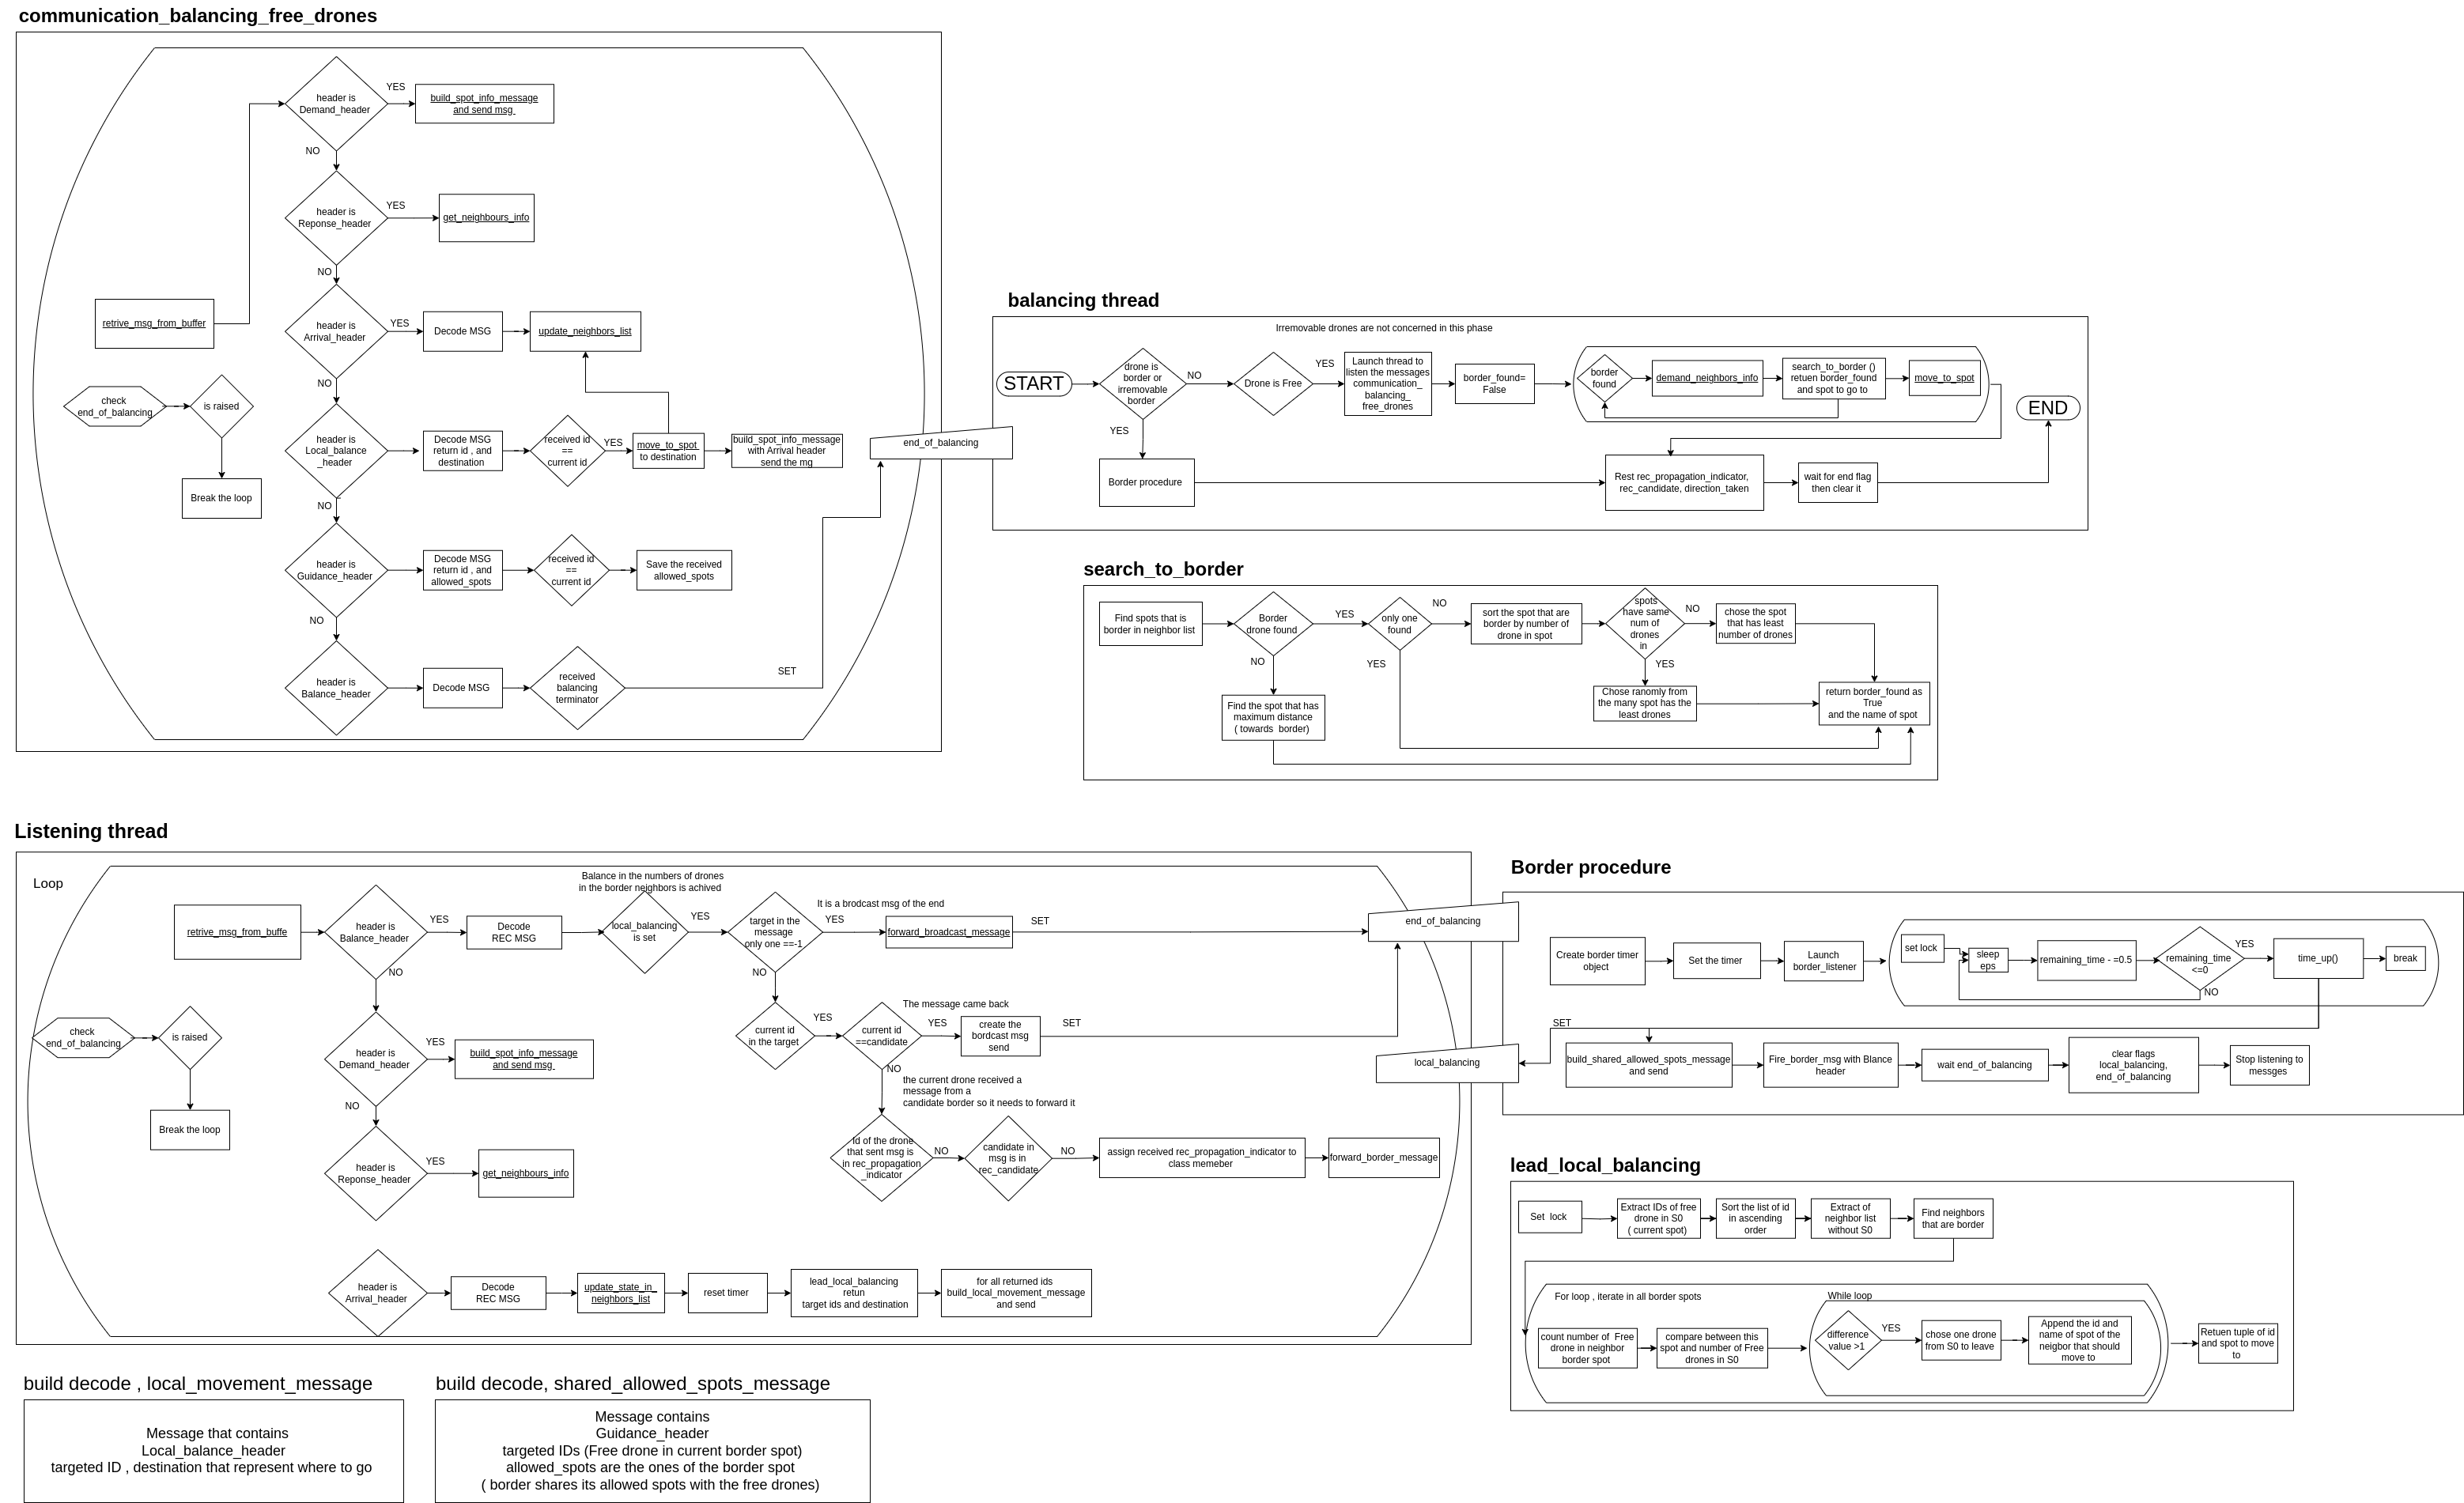 communication_balancing_free_drones
header is
Demand_header
YES
build_spot_info_message
and send msg
NO
header is
Reponse_header
YES
get_neighbours_info
NO
retrive_msg_from_buffer
header is
Arrival_header
YES
Decode MSG
update_neighbors_list
NO
check
end_of_balancing
is raised
Break the loop
header is
Local_balance
_header
Decode MSG
return id , and
destination
received id
==
current id
YES
move_to_spot
to destination
build_spot_info_message
with Arrival header
send the mg
end_of_balancing
NO
header is
Guidance_header
Decode MSG
return id , and
allowed_spots
received id
==
current id
Save the received
allowed_spots
NO
header is
Balance_header
Decode MSG
received
balancing
terminator
SET
balancing thread
Irremovable drones are not concerned in this phase
START
drone is
border or
irremovable
border
NO
Drone is Free
YES
Launch thread to
listen the messages
communication_
balancing_
free_drones
border_found=
False
border
found
demand_neighbors_info
search_to_border ()
retuen border_found
and spot to go to
move_to_spot
END
YES
Border procedure
Rest rec_propagation_indicator,
rec_candidate, direction_taken
wait for end flag
then clear it
search_to_border
Find spots that is
border in neighbor list
Border
drone found
YES
only one
found
NO
sort the spot that are
border by number of
drone in spot
spots
have same
num of
drones
in
NO
chose the spot
that has least
number of drones
NO
YES
YES
Find the spot that has
maximum distance
( towards  border)
Chose ranomly from
the many spot has the
least drones
return border_found as
True
and the name of spot
Listening thread
Loop
retrive_msg_from_buffe
header is
Balance_header
YES
Decode
REC MSG
Balance in the numbers of drones
in the border neighbors is achived
local_balancing
is set
YES
target in the
message
only one ==-1
It is a brodcast msg of the end
YES
forward_broadcast_message
SET
end_of_balancing
NO
NO
check
end_of_balancing
is raised
Break the loop
header is
Demand_header
YES
build_spot_info_message
and send msg
current id
in the target
YES
current id
==candidate
The message came back
YES
create the
bordcast msg
send
SET
local_balancing
NO
the current drone received a
message from a
candidate border so it needs to forward it
NO
header is
Reponse_header
YES
get_neighbours_info
Id of the drone
that sent msg is
in rec_propagation
_indicator
NO
candidate in
msg is in
rec_candidate
NO
assign received rec_propagation_indicator to
class memeber
forward_border_message
header is
Arrival_header
Decode
REC MSG
update_state_in_
neighbors_list
reset timer
lead_local_balancing
retun
target ids and destination
for all returned ids
build_local_movement_message
and send
Border procedure
Create border timer
object
Set the timer
Launch
border_listener
set lock
sleep
eps
remaining_time - =0.5
remaining_time
<=0
YES
time_up()
break
NO
SET
build_shared_allowed_spots_message
and send
Fire_border_msg with Blance
header
wait end_of_balancing
clear flags
local_balancing,
end_of_balancing
Stop listening to
messges
lead_local_balancing
Set  lock
Extract IDs of free
drone in S0
( current spot)
Sort the list of id
in ascending
order
Extract of
neighbor list
without S0
Find neighbors
that are border
For loop , iterate in all border spots
While loop
count number of  Free
drone in neighbor
border spot
compare between this
spot and number of Free
drones in S0
difference
value >1
YES
chose one drone
from S0 to leave
Append the id and
name of spot of the
neigbor that should
move to
Retuen tuple of id
and spot to move
to
build decode , local_movement_message
Message that contains
Local_balance_header
targeted ID , destination that represent where to go
build decode, shared_allowed_spots_message
Message contains
Guidance_header
targeted IDs (Free drone in current border spot)
allowed_spots are the ones of the border spot
( border shares its allowed spots with the free drones)